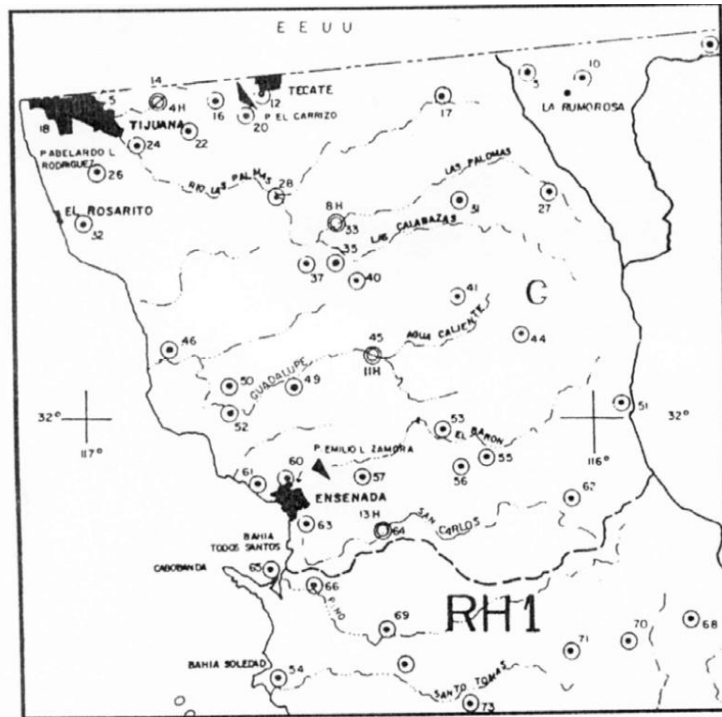 EEUU
14
5
4H
18
TIJUANA
16
TECATE
12
20
P. EL CARRIZO
17
5
10
LA RUMOROSA
22
24
P. ABELARDO L.
RODRIGUEZ
26
RIO LAS PALMAS
28
LAS PALOMAS
EL ROSARITO
32
8H
33
31
27
LAS CALABAZAS
35
37
40
41
C
46
45
AGUA CALIENTE
44
11H
GUADALUPE
50
49
52
32°
117°
53
51
32°
116°
EL BARON
55
56
P. EMILIO L. ZAMORA
60
61
57
ENSENADA
62
63
13H
SAN CARLOS
64
BAHIA
TODOS SANTOS
65
CABOBANDA
66
RH1
69
68
70
71
BAHIA SOLEDAD
54
SANTO TOMAS
73